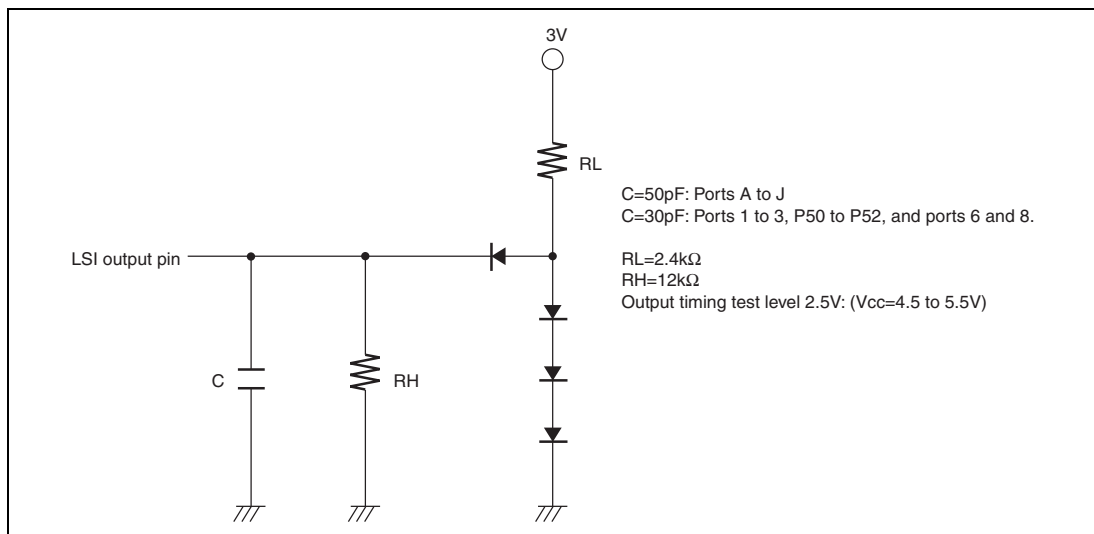 3V
RL
C=50pF: Ports A to J
C=30pF: Ports 1 to 3, P50 to P52, and ports 6 and 8.
RL=2.4kΩ
RH=12kΩ
Output timing test level 2.5V: (Vcc=4.5 to 5.5V)
LSI output pin
C
RH